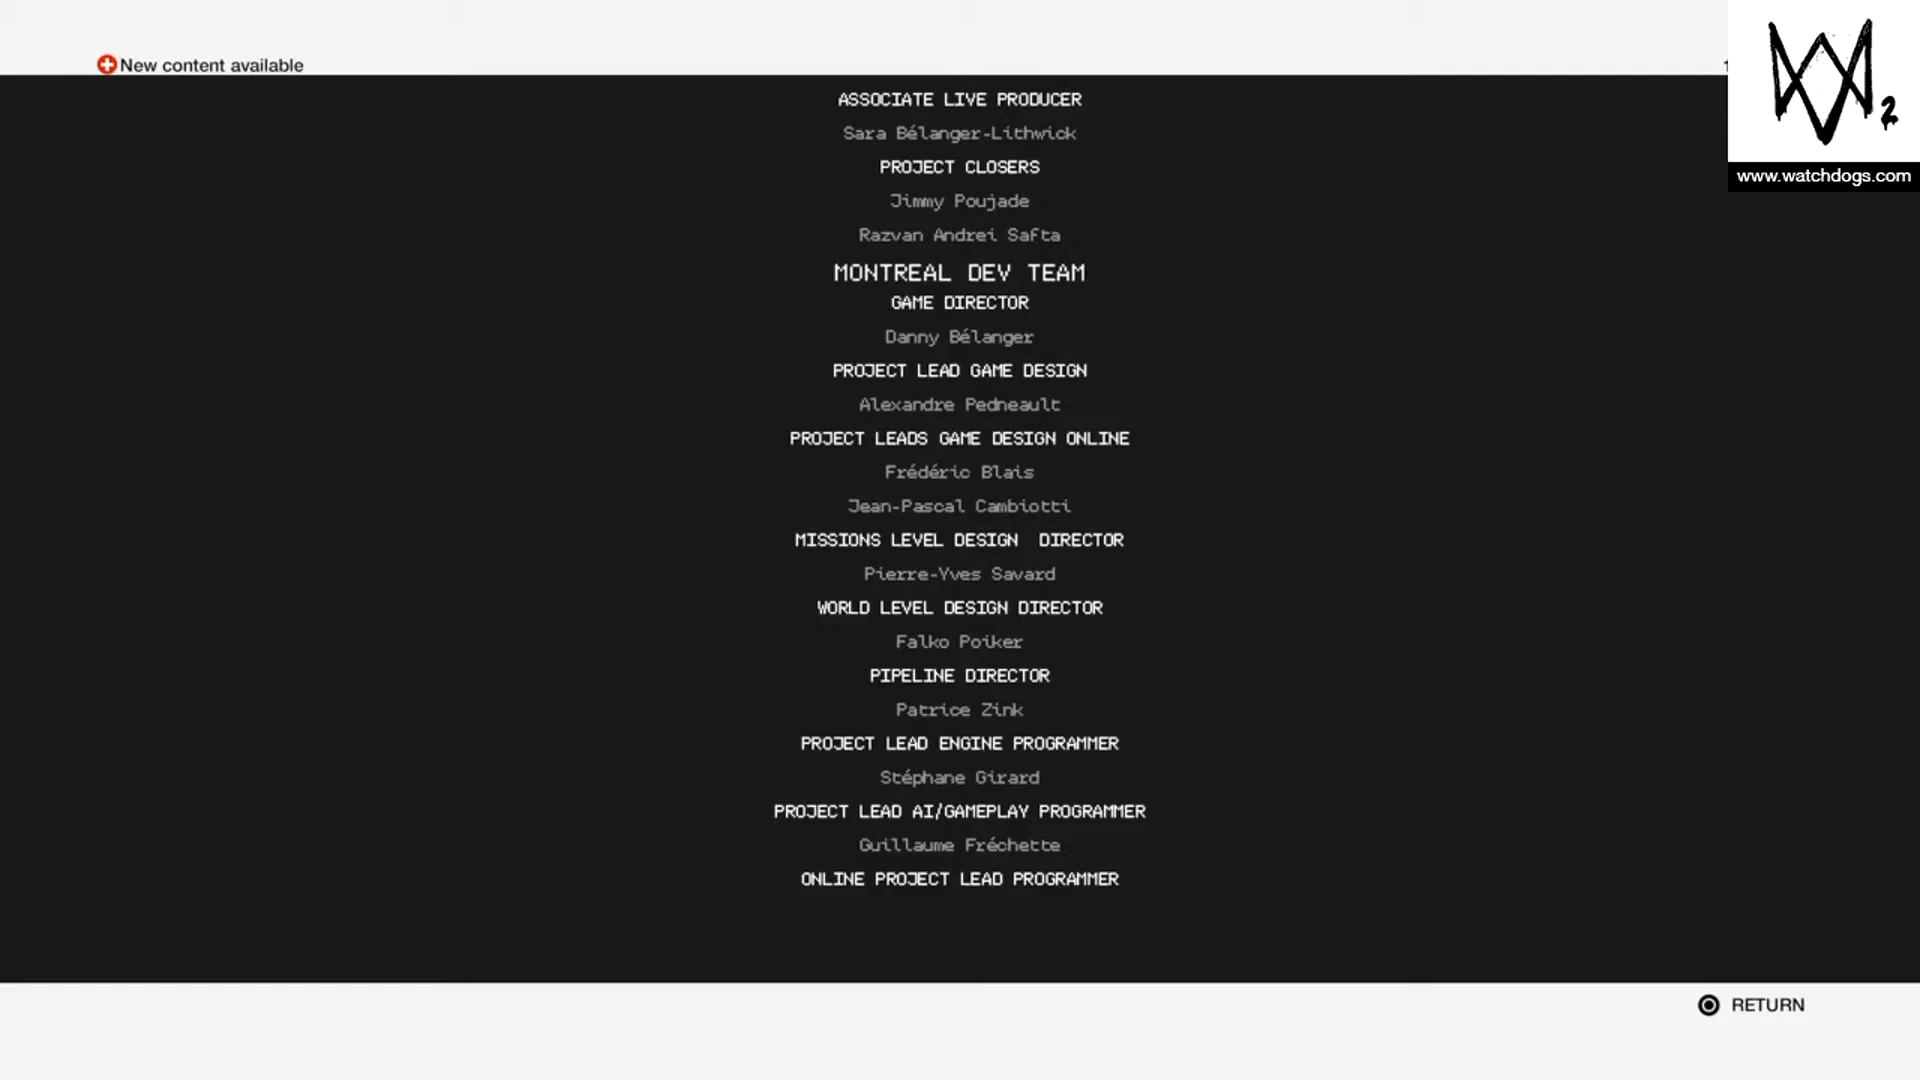 New content available
2
www.watchdogs.com
ASSOCIATE LIVE PRODUCER
Sara Bélanger-Lithwick
PROJECT CLOSERS
Jimmy Poujade
Razvan Andrei Safta
MONTREAL DEV TEAM
GAME DIRECTOR
Danny Bélanger
PROJECT LEAD GAME DESIGN
Alexandre Pedneault
PROJECT LEADS GAME DESIGN ONLINE
Frédéric Blais
Jean-Pascal Cambiotti
MISSIONS LEVEL DESIGN  DIRECTOR
Pierre-Yves Savard
WORLD LEVEL DESIGN DIRECTOR
Falko Poiker
PIPELINE DIRECTOR
Patrice Zink
PROJECT LEAD ENGINE PROGRAMMER
Stéphane Girard
PROJECT LEAD AI/GAMEPLAY PROGRAMMER
Guillaume Fréchette
ONLINE PROJECT LEAD PROGRAMMER
RETURN